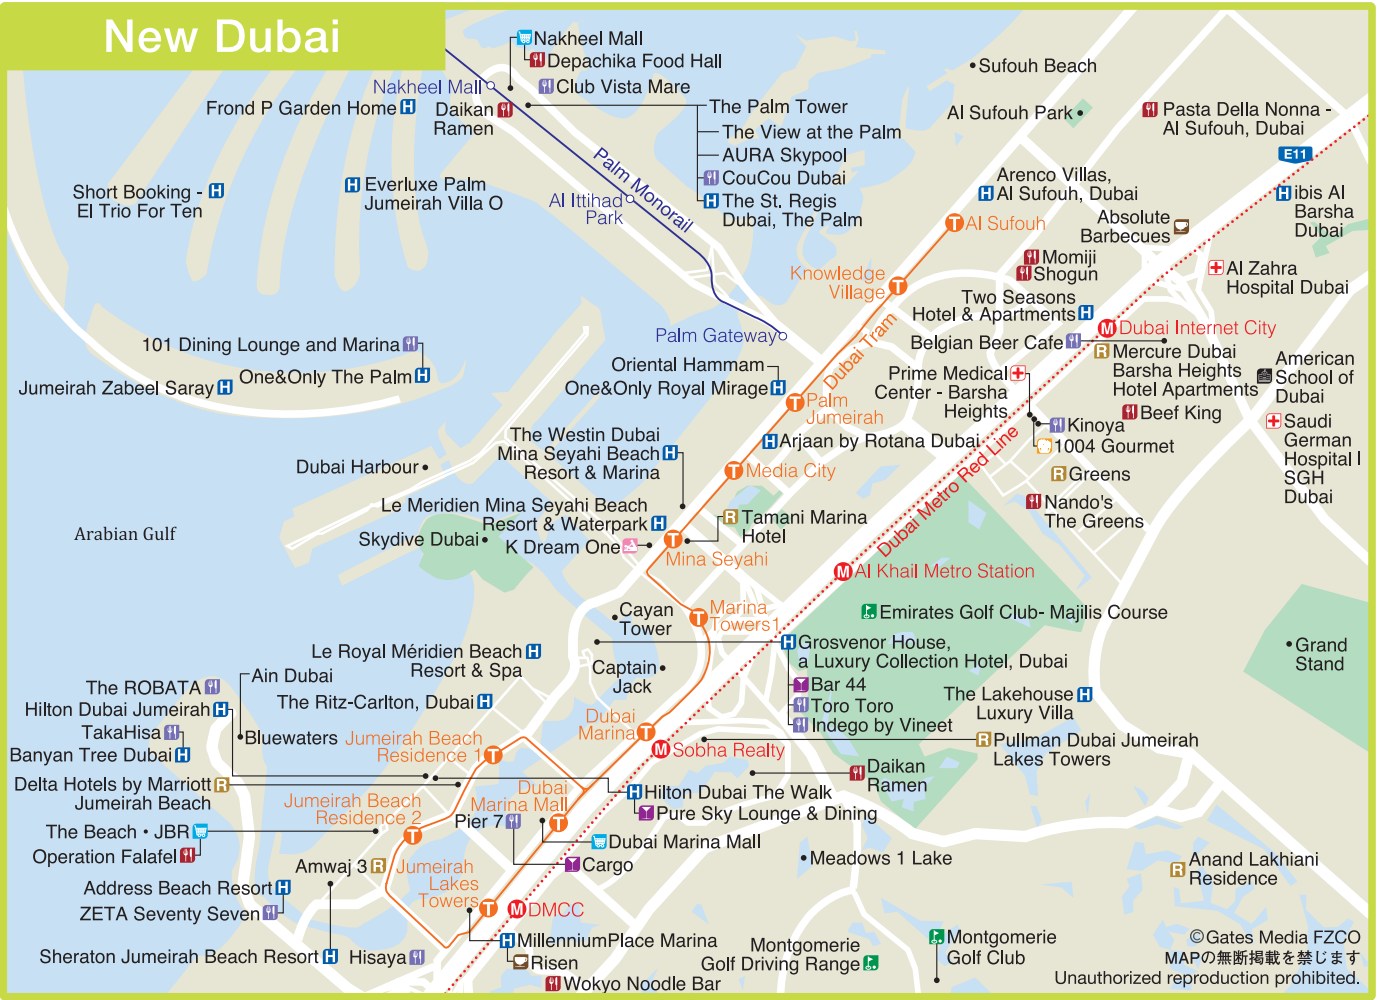 New Dubai
Nakheel Mall
Depachika Food Hall
Club Vista Mare
Nakheel Mall
Frond P Garden Home H
Daikan
Ramen
The Palm Tower
The View at the Palm
AURA Skypool
CouCou Dubai
H The St. Regis
Dubai, The Palm
Sufouh Beach
Al Sufouh Park
Pasta Della Nonna -
Al Sufouh, Dubai
E11
Palm Monorail
Short Booking - H
El Trio For Ten
H Everluxe Palm
Jumeirah Villa O
Al Ittihad
Park
Arenco Villas,
H Al Sufouh, Dubai
H ibis Al
Barsha
Dubai
T Al Sufouh
Absolute
Barbecues
Momiji
Shogun
Al Zahra
Hospital Dubai
Knowledge
Village T
Two Seasons
Hotel & Apartments H
Palm Gateway
Dubai Tram
M Dubai Internet City
Belgian Beer Cafe
101 Dining Lounge and Marina
One&Only The Palm H
Jumeirah Zabeel Saray H
Oriental Hammam
One&Only Royal Mirage H
T Palm
Jumeirah
Prime Medical
Center - Barsha
Heights
R Mercure Dubai
Barsha Heights
Hotel Apartments
American
School of
Dubai
Beef King
Kinoya
1004 Gourmet
Saudi
German
Hospital I
SGH
Dubai
H Arjaan by Rotana Dubai
The Westin Dubai
Mina Seyahi Beach H
Resort & Marina
T Media City
Dubai Metro Red Line
R Greens
Nando's
The Greens
Dubai Harbour
Arabian Gulf
Le Meridien Mina Seyahi Beach
Resort & Waterpark H
Skydive Dubai
K Dream One
R Tamani Marina
Hotel
T
Mina Seyahi
M Al Khail Metro Station
Emirates Golf Club- Majilis Course
Cayan
Tower
T Marina
Towers1
Captain
Jack
H Grosvenor House,
a Luxury Collection Hotel, Dubai
Bar 44
Toro Toro
Indego by Vineet
Grand
Stand
Le Royal Méridien Beach H
Resort & Spa
The Ritz-Carlton, Dubai H
The Lakehouse H
Luxury Villa
The ROBATA
Ain Dubai
Hilton Dubai Jumeirah H
TakaHisa
Bluewaters
Banyan Tree Dubai H
Jumeirah Beach
Residence 1 T
Dubai
Marina T
M Sobha Realty
R Pullman Dubai Jumeirah
Lakes Towers
Daikan
Ramen
Delta Hotels by Marriott R
Jumeirah Beach
Jumeirah Beach
Residence 2
T
Dubai
Marina Mall
T
H Hilton Dubai The Walk
Pure Sky Lounge & Dining
Pier 7
Dubai Marina Mall
Cargo
The Beach • JBR
Operation Falafel
Amwaj 3 R
Jumeirah
Lakes
Towers
T
M DMCC
Meadows 1 Lake
R Anand Lakhiani
Residence
Address Beach Resort H
ZETA Seventy Seven
Sheraton Jumeirah Beach Resort H
Hisaya
H MillenniumPlace Marina
Risen
Wokyo Noodle Bar
Montgomerie
Golf Driving Range
Montgomerie
Golf Club
©Gates Media FZCO
MAPの無断掲載を禁じます
Unauthorized reproduction prohibited.